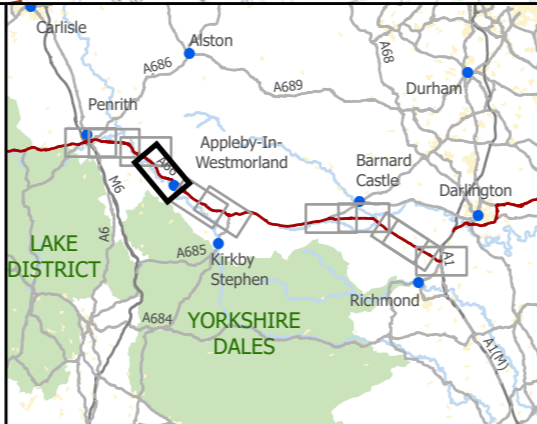 Carlisle
Alston
A686
A68
A689
Durham
Penrith
Appleby-In-
Westmorland
A66
Barnard
Castle
Darlington
M6
A6
LAKE
DISTRICT
A685
Kirkby
Stephen
A1
Richmond
YORKSHIRE
DALES
A684
A1(M)